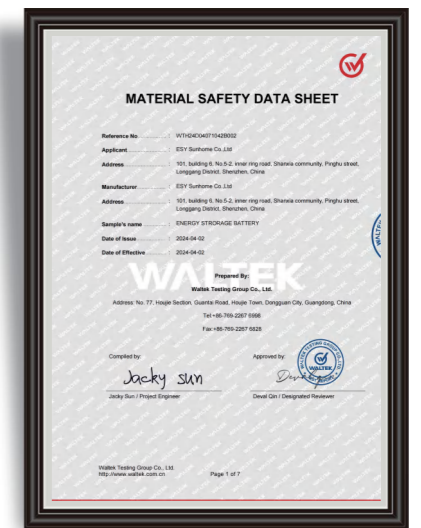 MATERIAL SAFETY DATA SHEET
Reference No. : WTH24D04071042B002
Applicant : ESY Sunhome Co.,Ltd
Address : 101, building 6, No.5-2, inner ring road, Shanxia community, Pinghu street,
Longgang District, Shenzhen, China
Manufacturer : ESY Sunhome Co.,Ltd
Address : 101, building 6, No.5-2, inner ring road, Shanxia community, Pinghu street,
Longgang District, Shenzhen, China
Sample's name : ENERGY STRORAGE BATTERY
Date of Issue : 2024-04-02
Date of Effective : 2024-04-02
WALTEK
Prepared By:
Waltek Testing Group Co., Ltd.
Address: No. 77, Houjie Section, Guantai Road, Houjie Town, Dongguan City, Guangdong, China
Tel:+86-769-2267 6998
Fax:+86-769-2267 6828
Compiled by:
Approved by:
WALTEK
Jacky sun
Jacky Sun / Project Engineer
Deval Qin / Designated Reviewer
Waltek Testing Group Co., Ltd.
http://www.waltek.com.cn
Page 1 of 7